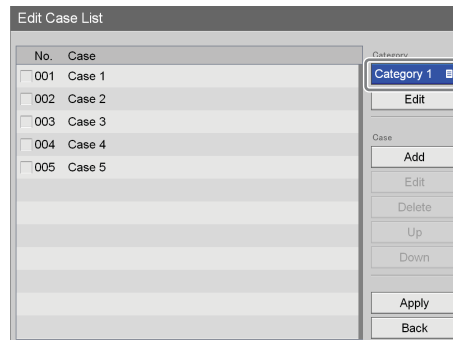 Edit Case List
No. Case
001 Case 1
002 Case 2
003 Case 3
004 Case 4
005 Case 5
Category
Category 1
Edit
Case
Add
Edit
Delete
Up
Down
Apply
Back